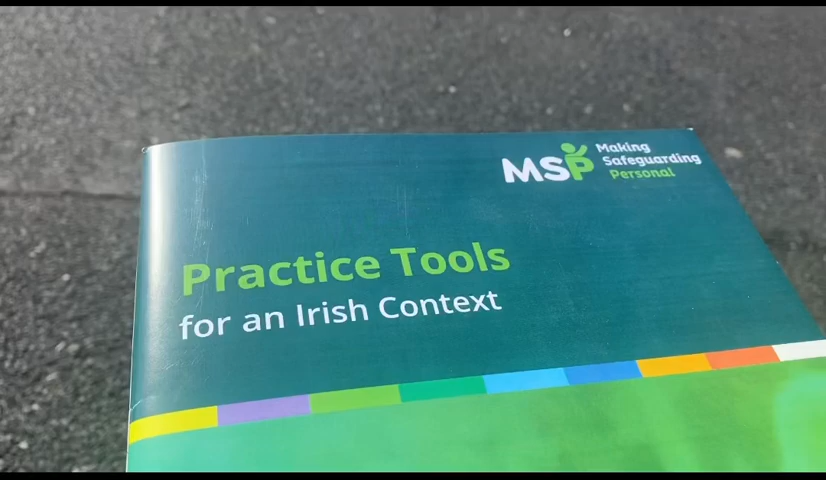 MSP
Making
Safeguarding
Personal
Practice Tools
for an Irish Context